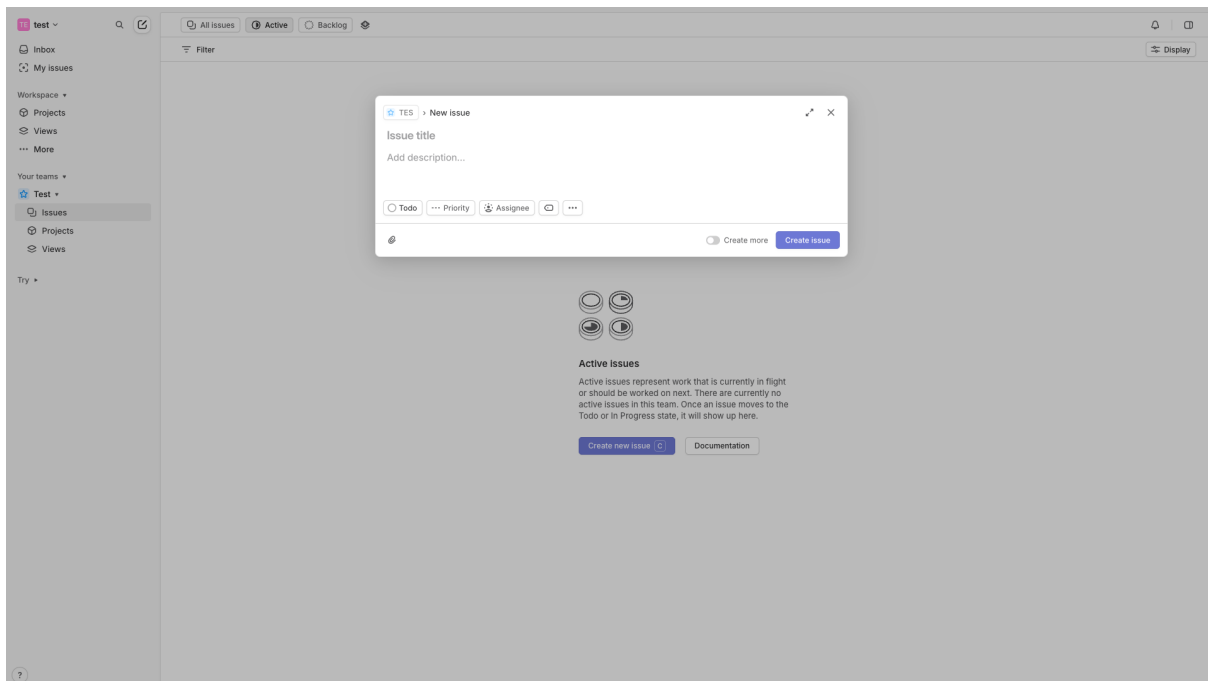 TE test
All issues
Active
Backlog
Inbox
My issues
Filter
Display
Workspace
Projects
Views
More
Your teams
Test
Issues
Projects
Views
Try
TES › New issue
Issue title
Add description...
Todo
Priority
Assignee
Create more
Create issue
Active issues
Active issues represent work that is currently in flight
or should be worked on next. There are currently no
active issues in this team. Once an issue moves to the
Todo or In Progress state, it will show up here.
Create new issue C
Documentation
?